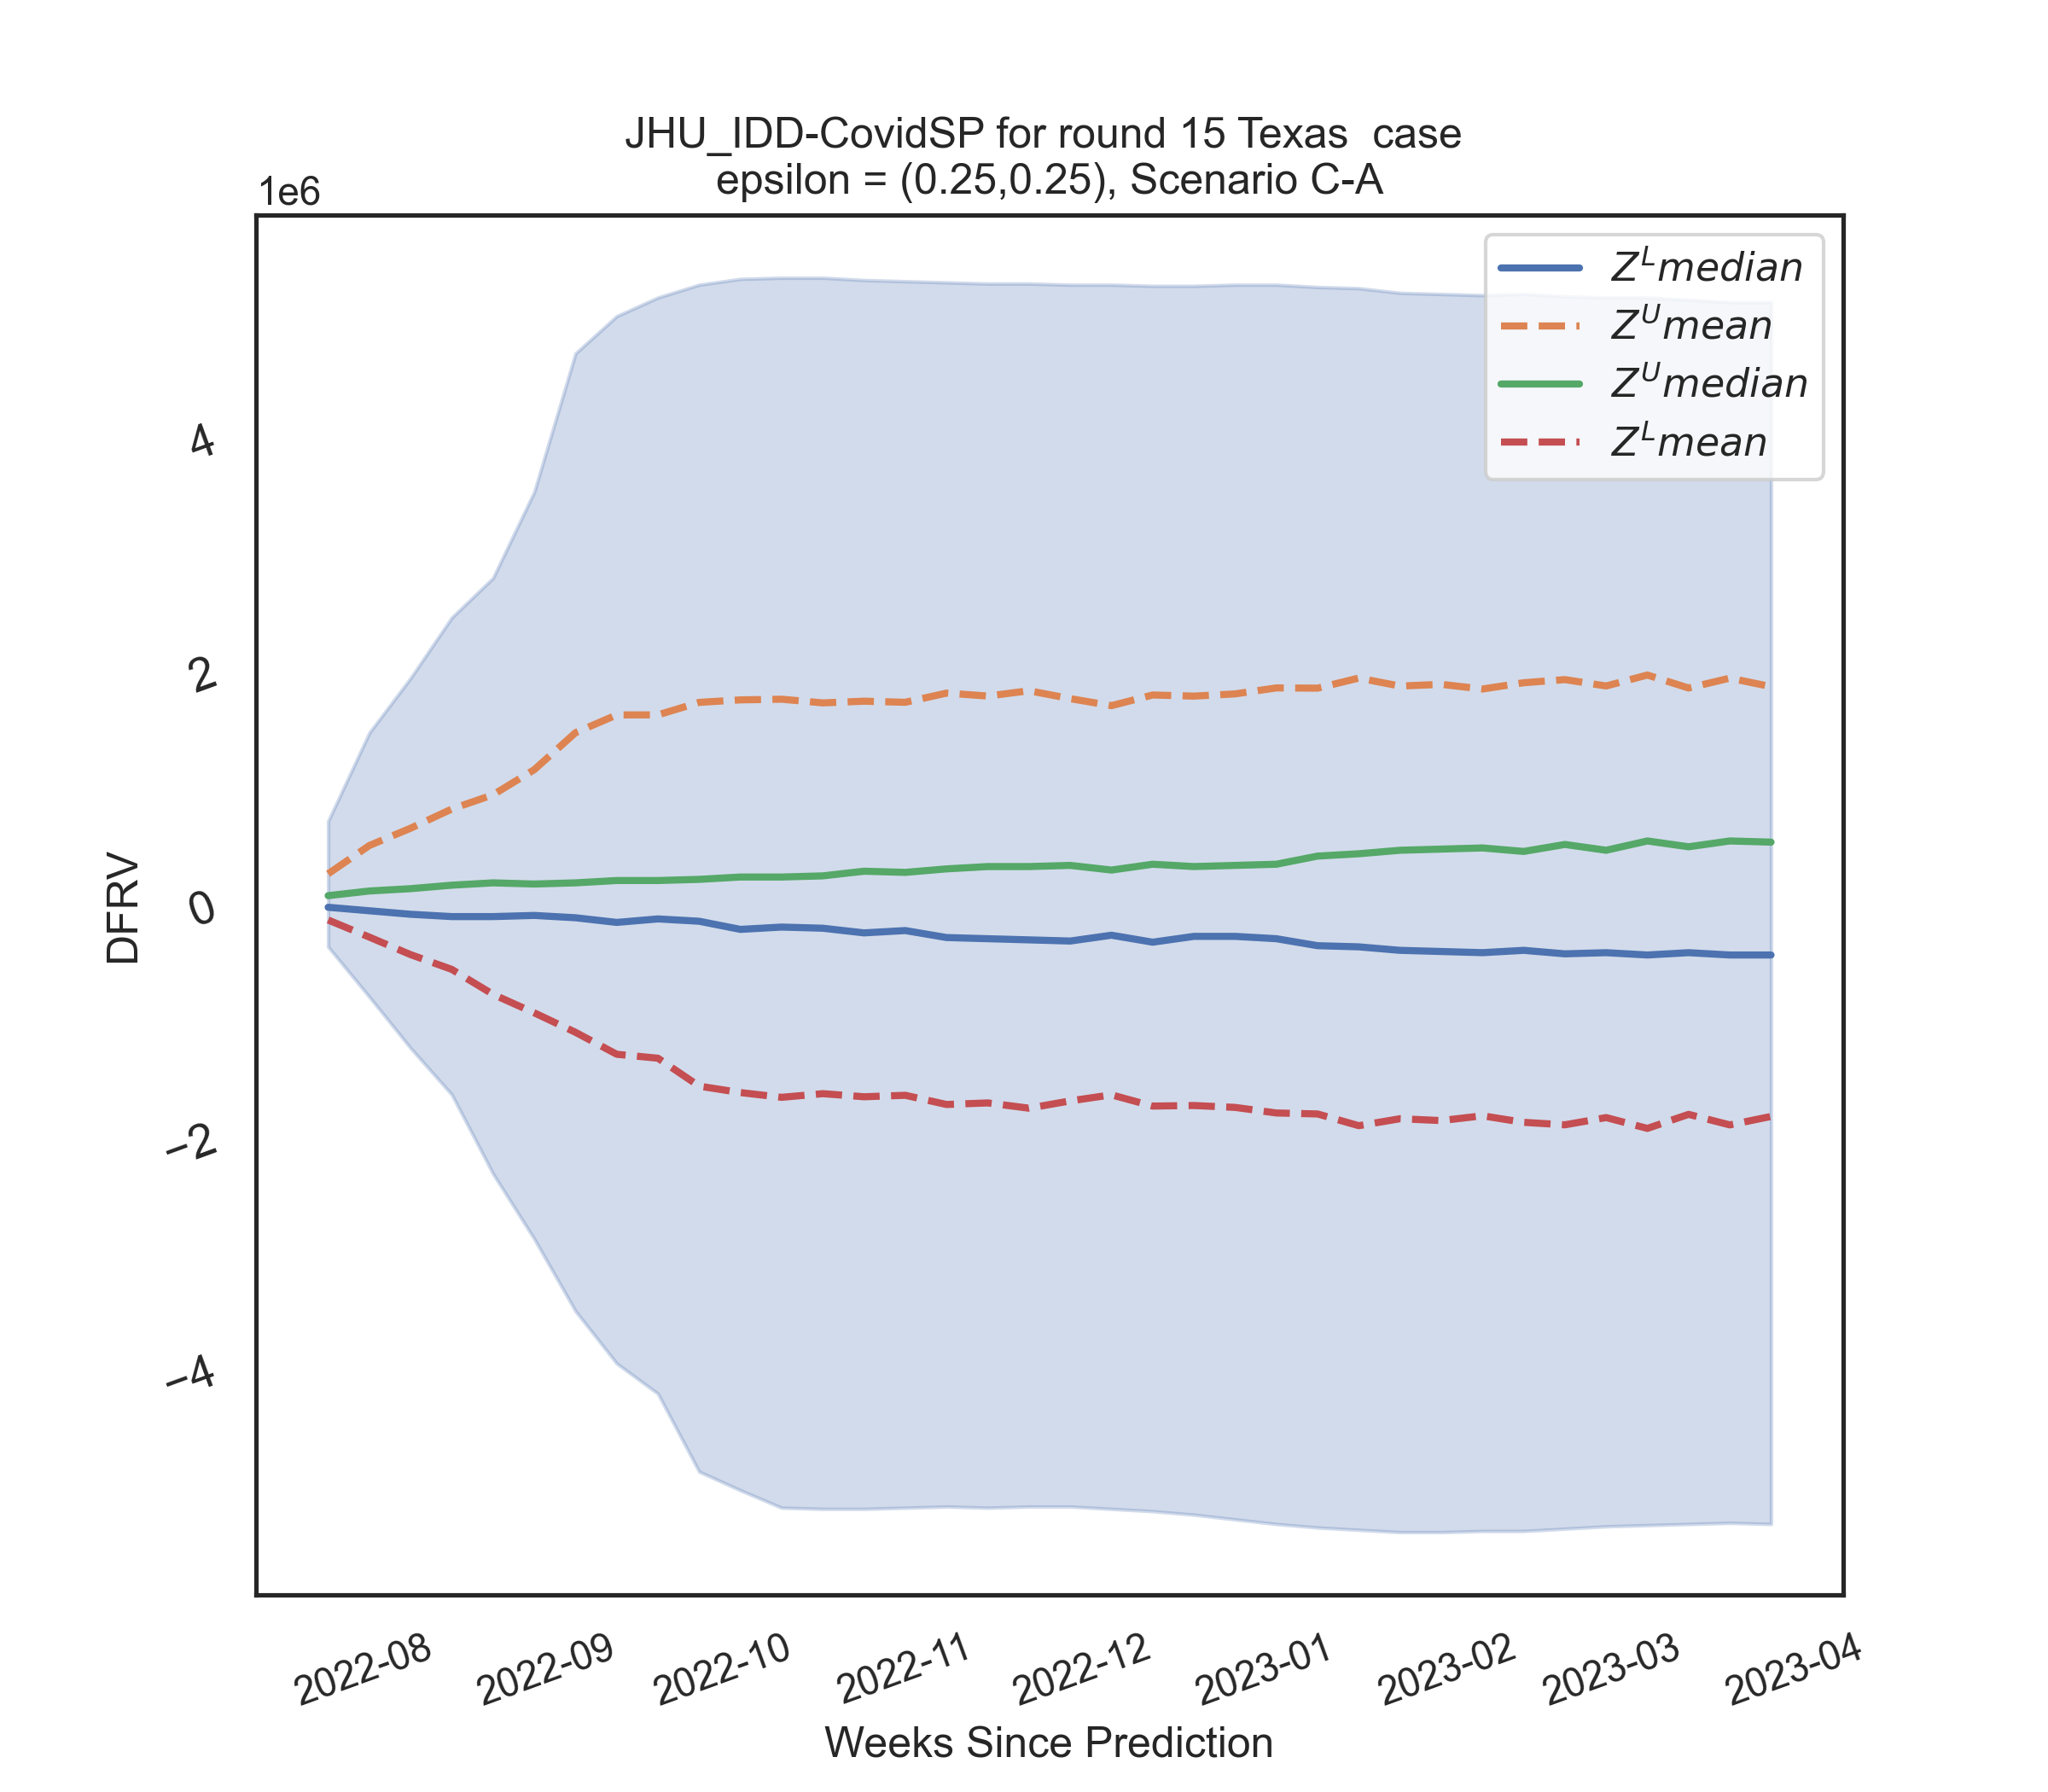 JHU_IDD-CovidSP for round 15 Texas  case
epsilon = (0.25,0.25), Scenario C-A
1e6
Z^L median
Z^U mean
Z^U median
Z^L mean
4
2
0
−2
−4
DFRV
2022-08
2022-09
2022-10
2022-11
2022-12
2023-01
2023-02
2023-03
2023-04
Weeks Since Prediction